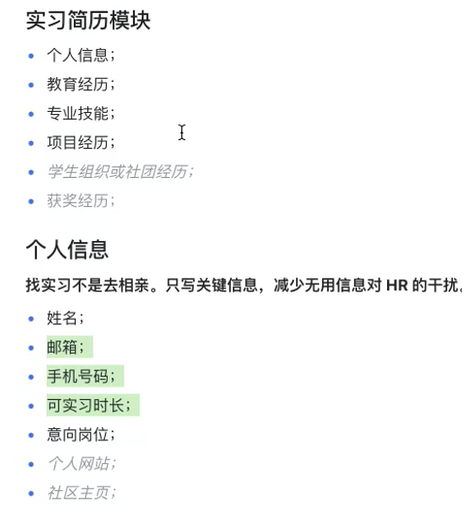 实习简历模块
个人信息；
教育经历；
专业技能；
项目经历；
学生组织或社团经历；
获奖经历；
个人信息
找实习不是去相亲。只写关键信息，减少无用信息对 HR 的干扰。
姓名；
邮箱；
手机号码；
可实习时长；
意向岗位；
个人网站；
社区主页；